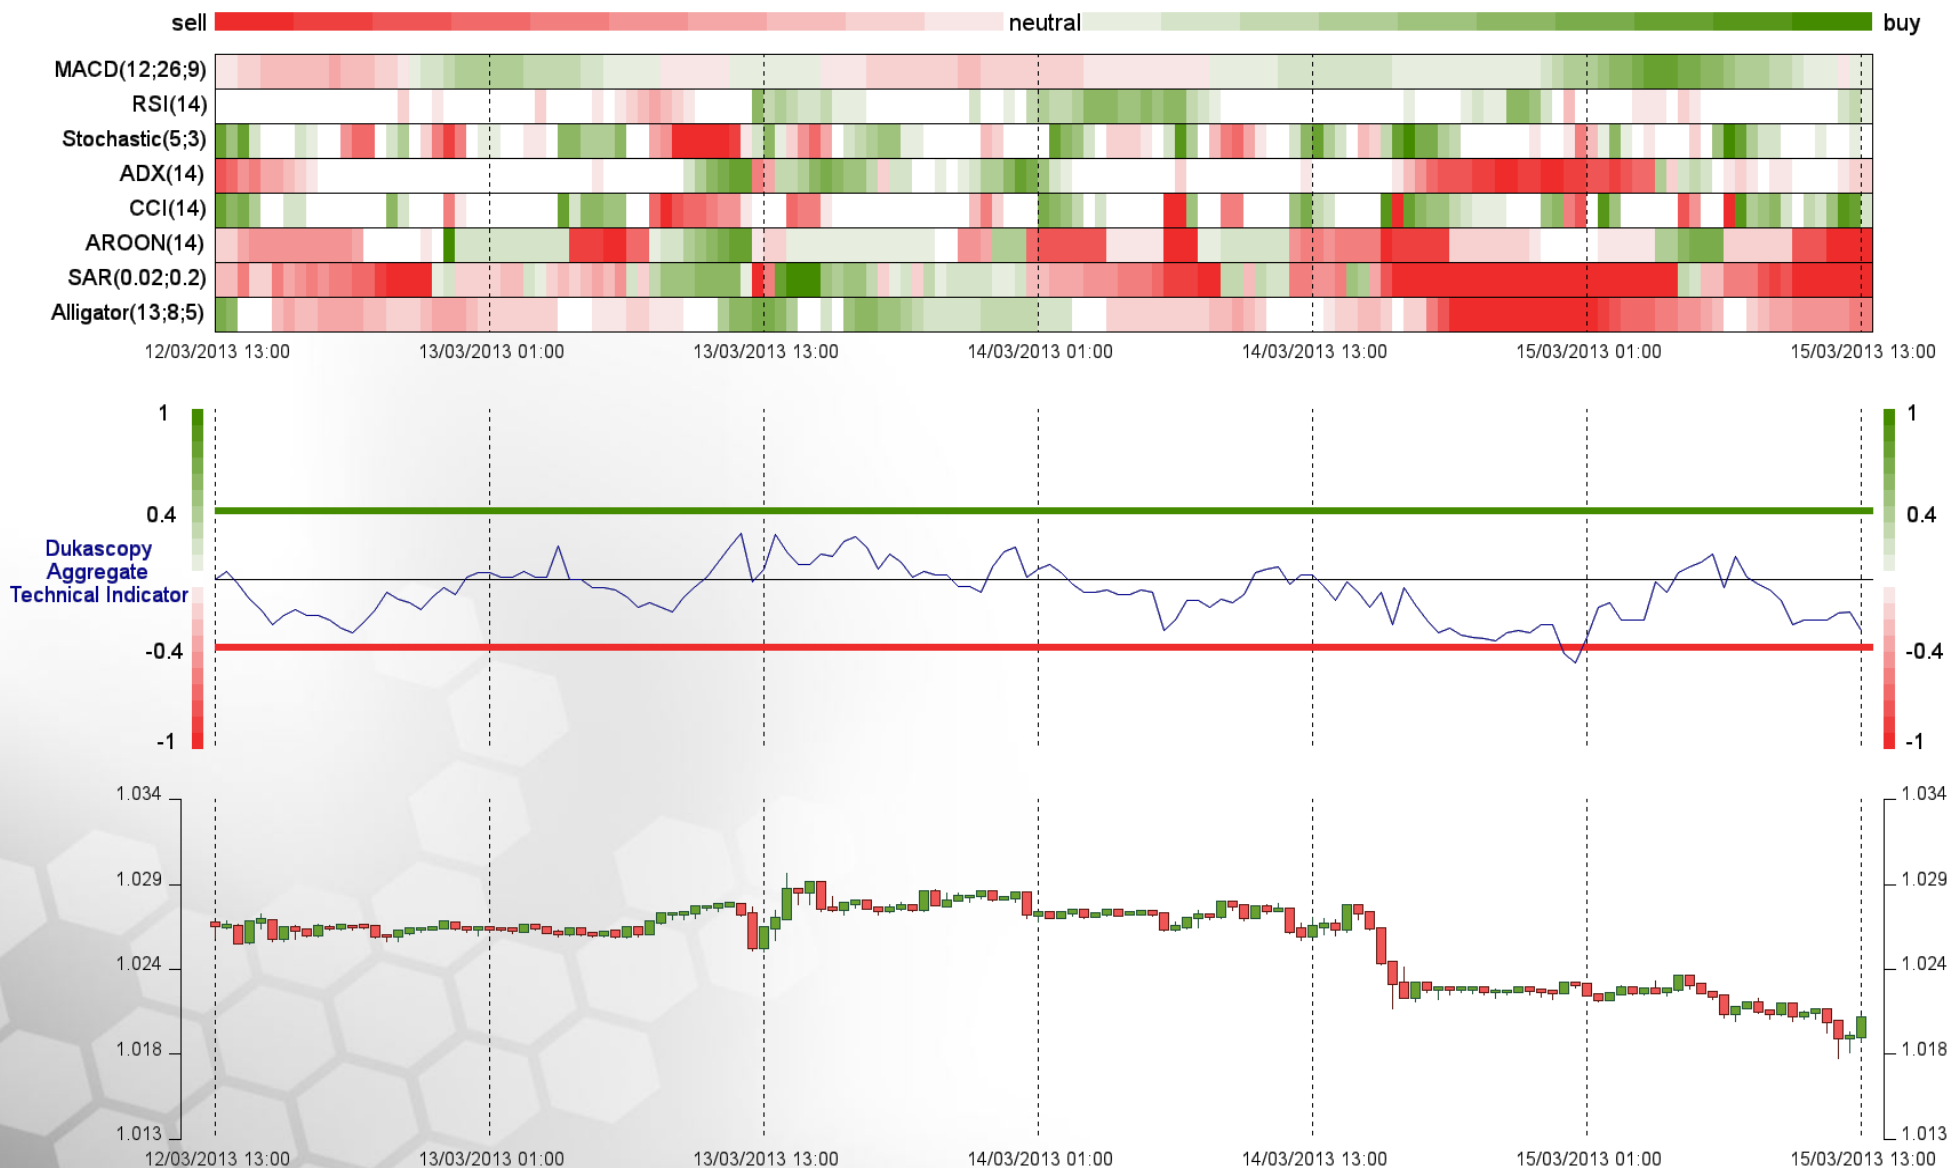 sell neutral buy
MACD(12;26;9)
RSI(14)
Stochastic(5;3)
ADX(14)
CCI(14)
AROON(14)
SAR(0.02;0.2)
Alligator(13;8;5)
12/03/2013 13:00 13/03/2013 01:00 13/03/2013 13:00 14/03/2013 01:00 14/03/2013 13:00 15/03/2013 01:00 15/03/2013 13:00
1 1
0.4 0.4
Dukascopy
Aggregate
Technical Indicator
-0.4 -0.4
-1 -1
1.034 1.034
1.029 1.029
1.024 1.024
1.018 1.018
1.013 1.013
12/03/2013 13:00 13/03/2013 01:00 13/03/2013 13:00 14/03/2013 01:00 14/03/2013 13:00 15/03/2013 01:00 15/03/2013 13:00